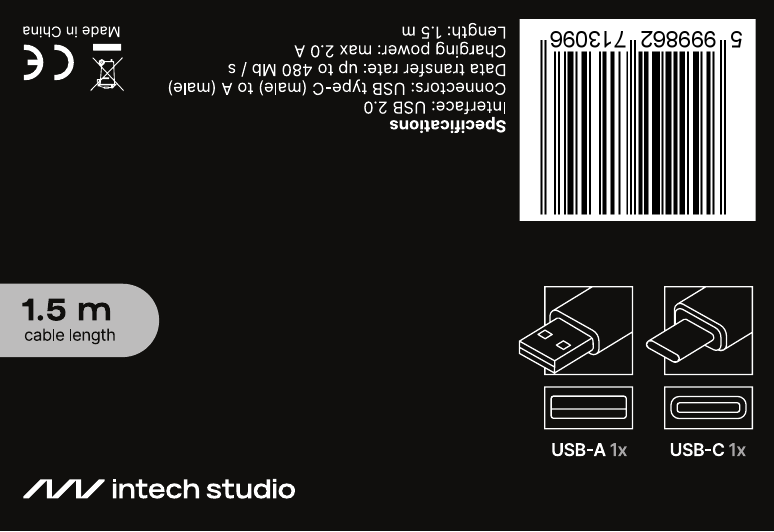 Specifications
Interface: USB 2.0
Connectors: USB type-C (male) to A (male)
Data transfer rate: up to 480 Mb / s
Charging power: max 2.0 A
Length: 1.5 m
Made in China
5 999862 713096
1.5 m
cable length
USB-A 1x
USB-C 1x
intech studio